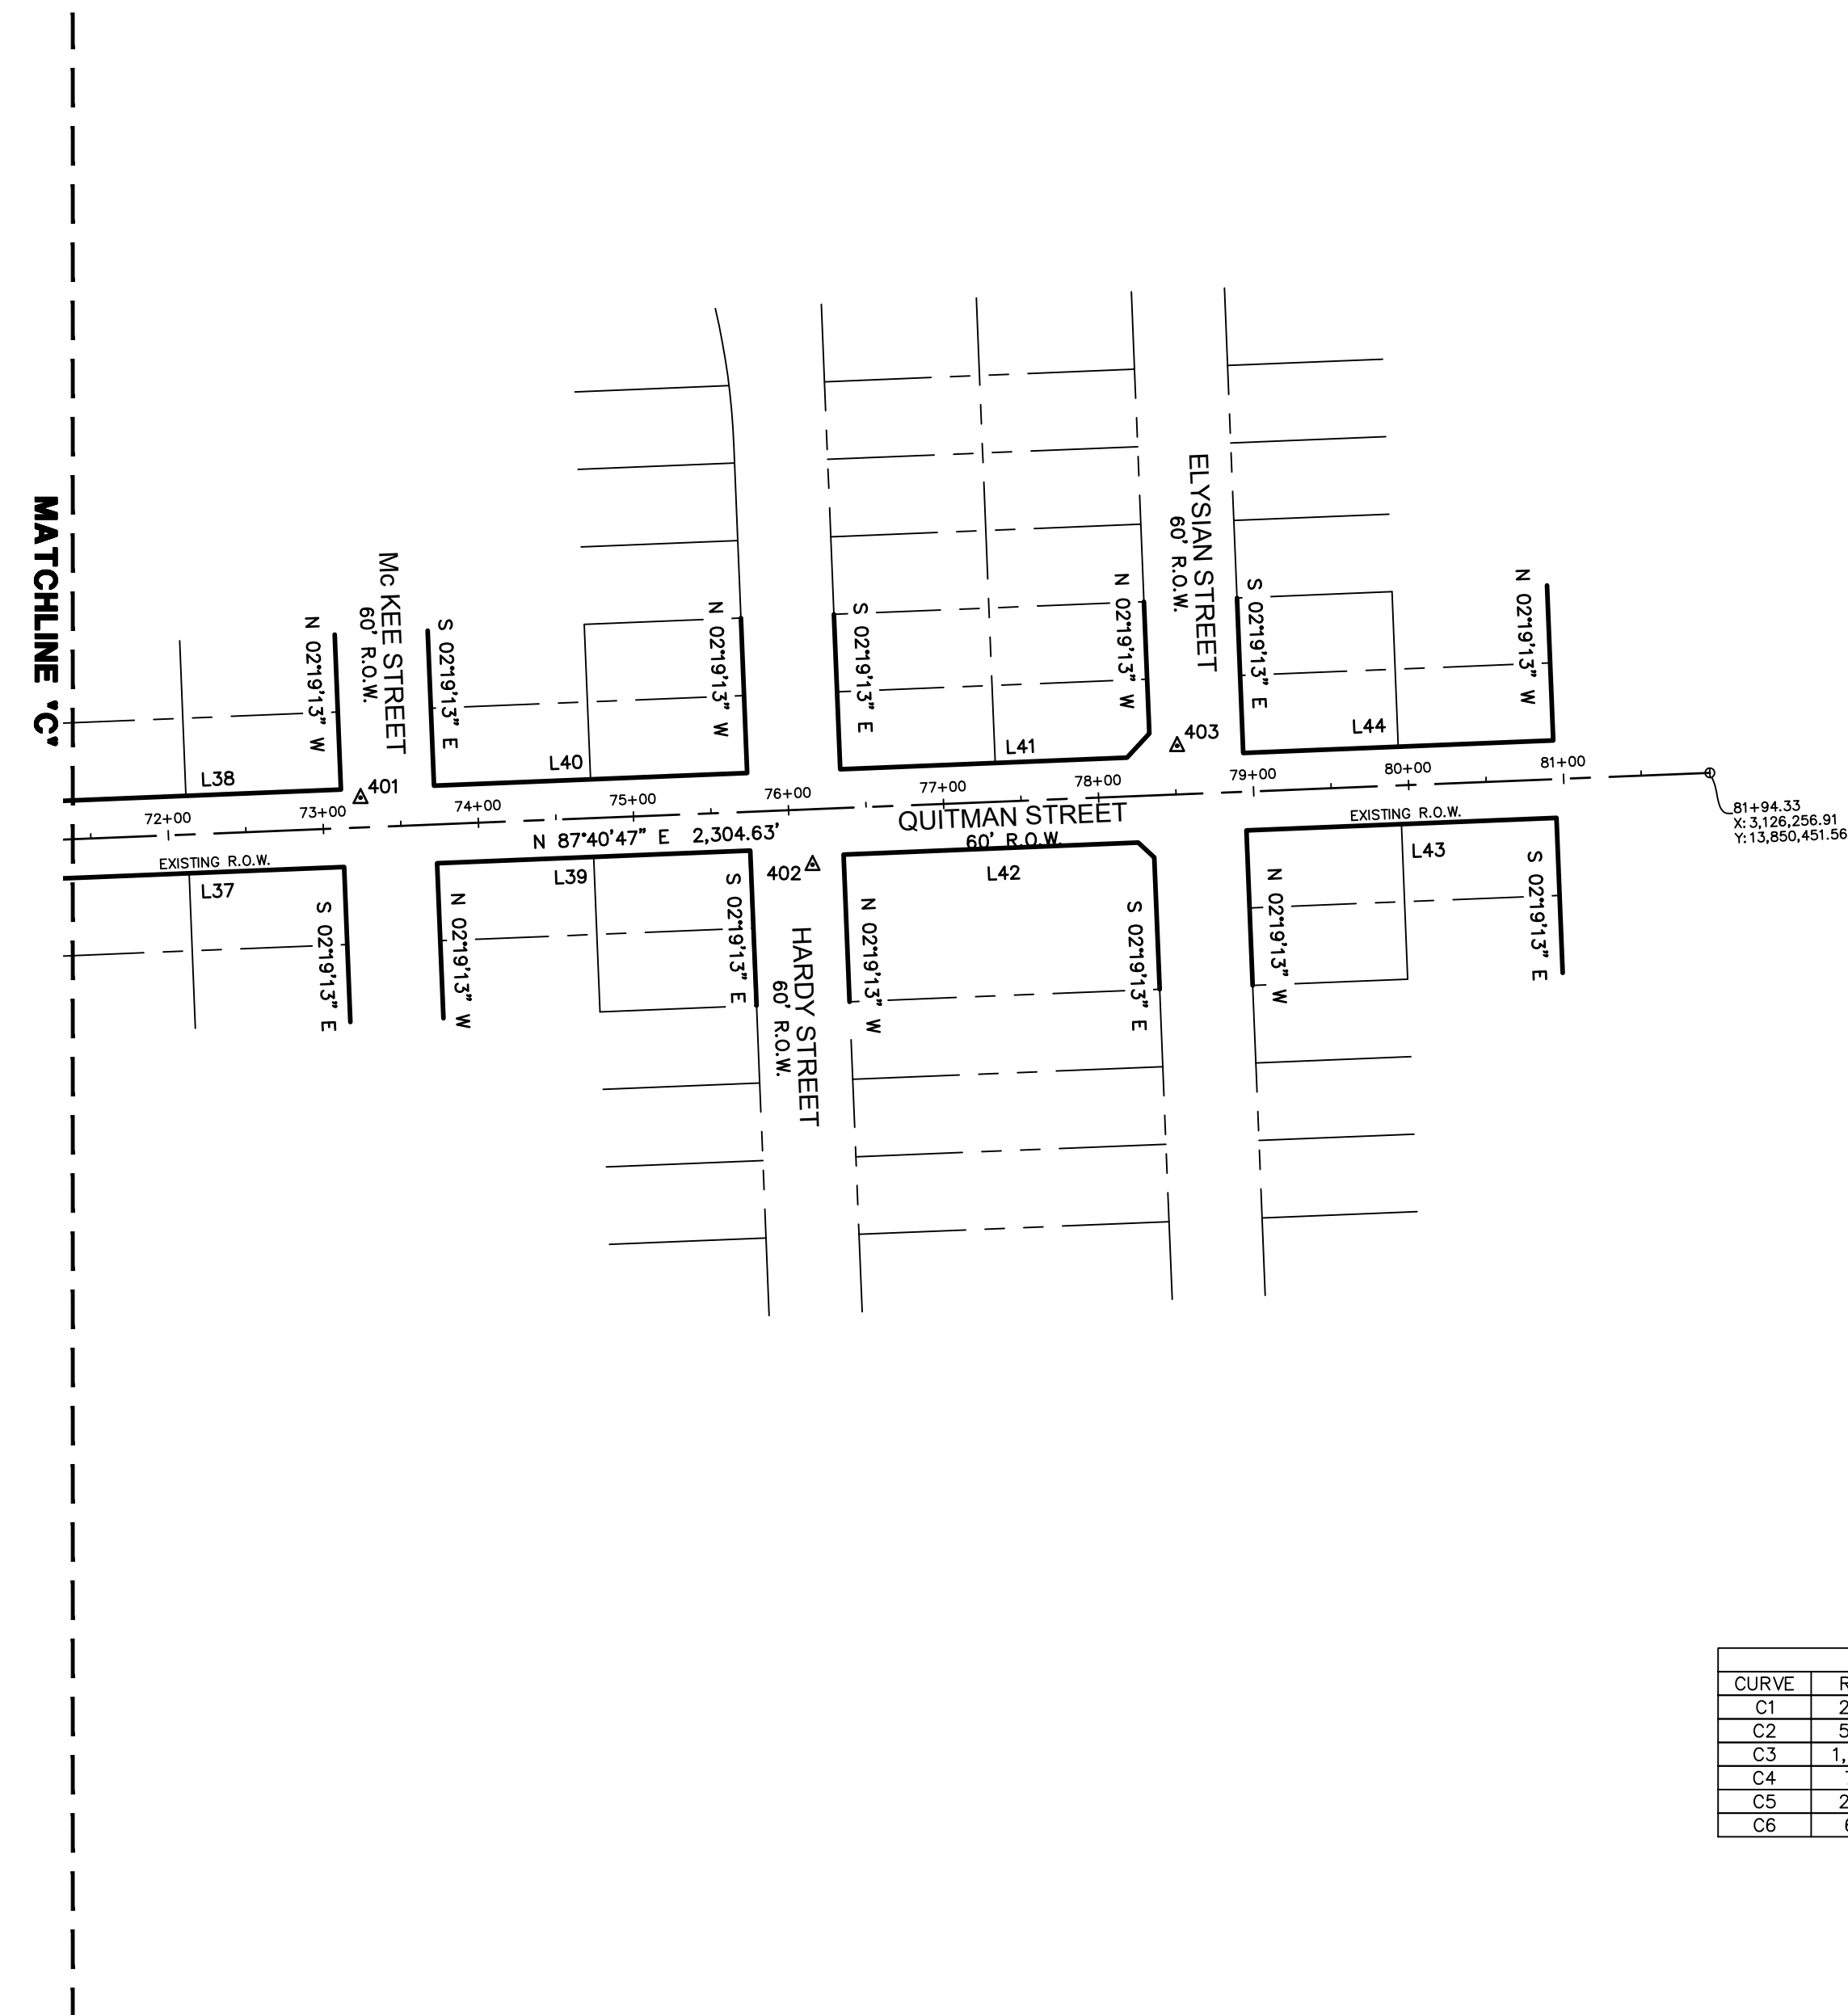 MATCHLINE 'C'
Mc KEE STREET
60' R.O.W.
ELYSIAN STREET
60' R.O.W.
N 02°19'13" W
S 02°19'13" E
N 02°19'13" W
S 02°19'13" E
N 02°19'13" W
S 02°19'13" E
N 02°19'13" W
L38
401
L40
L41
403
L44
72+00
73+00
74+00
75+00
76+00
77+00
78+00
79+00
80+00
81+00
81+94.33
X: 3,126,256.91
Y: 13,850,451.56
N 87°40'47" E 2,304.63'
QUITMAN STREET
60' R.O.W.
EXISTING R.O.W.
EXISTING R.O.W.
L37
L39
402
L42
L43
S 02°19'13" E
N 02°19'13" W
S 02°19'13" E
N 02°19'13" W
S 02°19'13" E
N 02°19'13" W
S 02°19'13" E
HARDY STREET
60' R.O.W.
CURVE
C1
C2
C3
C4
C5
C6